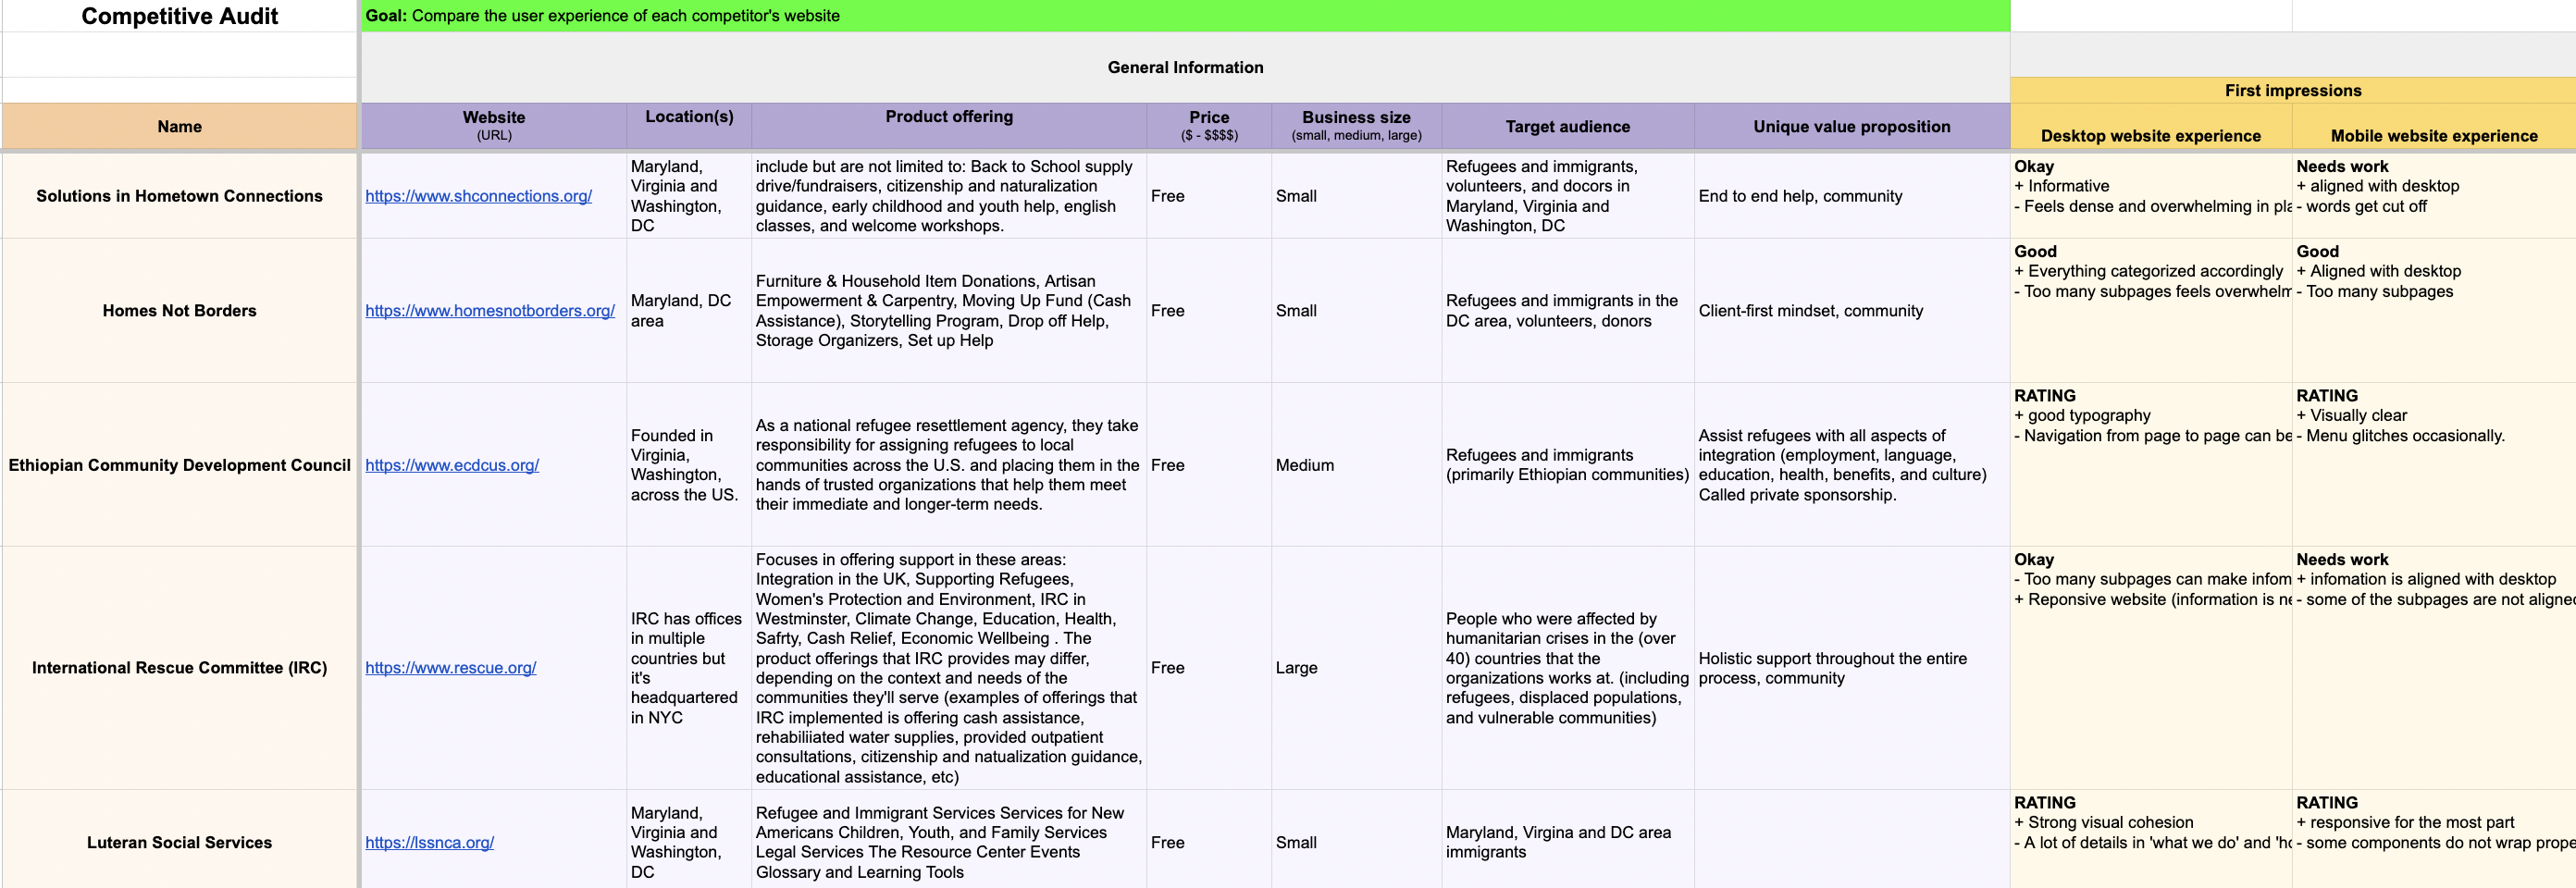 Competitive Audit
Goal: Compare the user experience of each competitor's website
General Information
First impressions
Name
Website
(URL)
Location(s)
Product offering
Price
($ - $$$$)
Business size
(small, medium, large)
Target audience
Unique value proposition
Desktop website experience
Mobile website experience
Solutions in Hometown Connections
https://www.shconnections.org/
Maryland,
Virginia and
Washington,
DC
include but are not limited to: Back to School supply
drive/fundraisers, citizenship and naturalization
guidance, early childhood and youth help, english
classes, and welcome workshops.
Free
Small
Refugees and immigrants,
volunteers, and docors in
Maryland, Virginia and
Washington, DC
End to end help, community
Okay
+ Informative
- Feels dense and overwhelming in pla
Needs work
+ aligned with desktop
- words get cut off
Homes Not Borders
https://www.homesnotborders.org/
Maryland, DC
area
Furniture & Household Item Donations, Artisan
Empowerment & Carpentry, Moving Up Fund (Cash
Assistance), Storytelling Program, Drop off Help,
Storage Organizers, Set up Help
Free
Small
Refugees and immigrants in the
DC area, volunteers, donors
Client-first mindset, community
Good
+ Everything categorized accordingly
- Too many subpages feels overwhelm
Good
+ Aligned with desktop
- Too many subpages
Ethiopian Community Development Council
https://www.ecdcus.org/
Founded in
Virginia,
Washington,
across the US.
As a national refugee resettlement agency, they take
responsibility for assigning refugees to local
communities across the U.S. and placing them in the
hands of trusted organizations that help them meet
their immediate and longer-term needs.
Free
Medium
Refugees and immigrants
(primarily Ethiopian communities)
Assist refugees with all aspects of
integration (employment, language,
education, health, benefits, and culture)
Called private sponsorship.
RATING
+ good typography
- Navigation from page to page can be
RATING
+ Visually clear
- Menu glitches occasionally.
International Rescue Committee (IRC)
https://www.rescue.org/
IRC has offices
in multiple
countries but
it's
headquartered
in NYC
Focuses in offering support in these areas:
Integration in the UK, Supporting Refugees,
Women's Protection and Environment, IRC in
Westminster, Climate Change, Education, Health,
Safrty, Cash Relief, Economic Wellbeing . The
product offerings that IRC provides may differ,
depending on the context and needs of the
communities they'll serve (examples of offerings that
IRC implemented is offering cash assistance,
rehabiliiated water supplies, provided outpatient
consultations, citizenship and natualization guidance,
educational assistance, etc)
Free
Large
People who were affected by
humanitarian crises in the (over
40) countries that the
organizations works at. (including
refugees, displaced populations,
and vulnerable communities)
Holistic support throughout the entire
process, community
Okay
- Too many subpages can make infom
+ Reponsive website (information is ne
Needs work
+ infomation is aligned with desktop
- some of the subpages are not aligned
Luteran Social Services
https://lssnca.org/
Maryland,
Virginia and
Washington,
DC
Refugee and Immigrant Services Services for New
Americans Children, Youth, and Family Services
Legal Services The Resource Center Events
Glossary and Learning Tools
Free
Small
Maryland, Virgina and DC area
immigrants
RATING
+ Strong visual cohesion
- A lot of details in 'what we do' and 'ho
RATING
+ responsive for the most part
- some components do not wrap prope